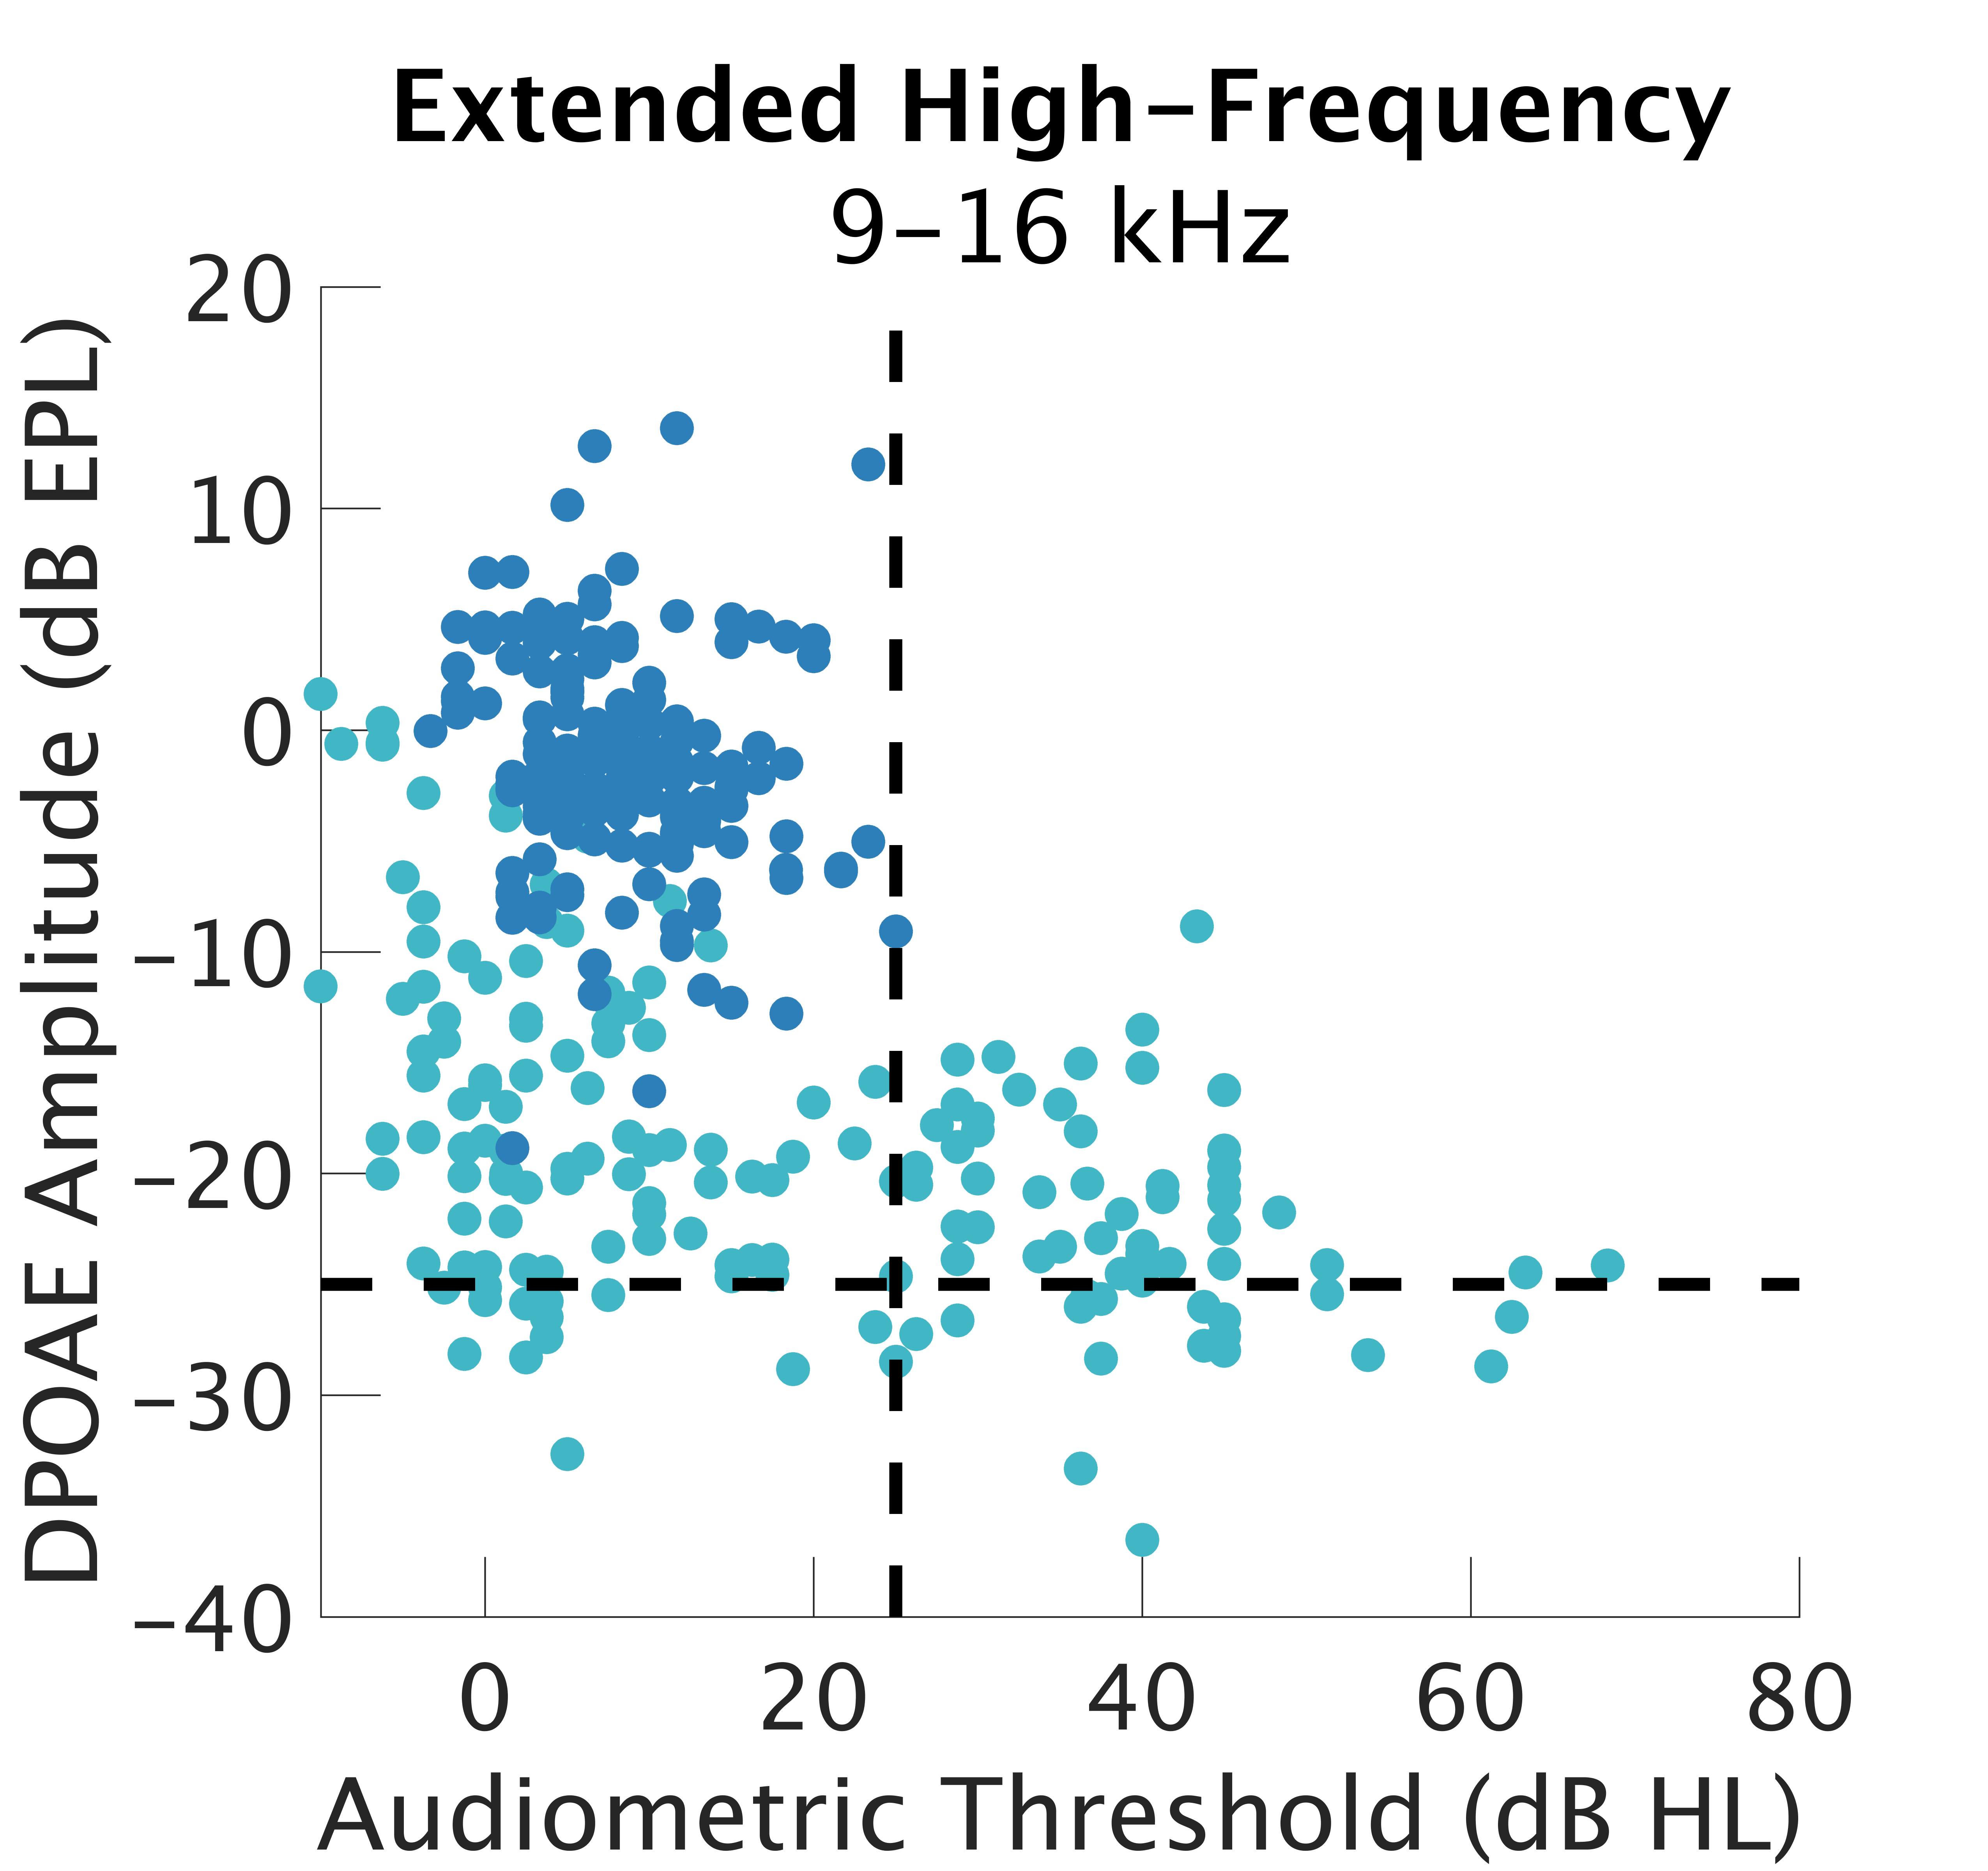 Extended High–Frequency
9–16 kHz
20
10
0
–10
–20
–30
–40
DPOAE Amplitude (dB EPL)
0 20 40 60 80
Audiometric Threshold (dB HL)